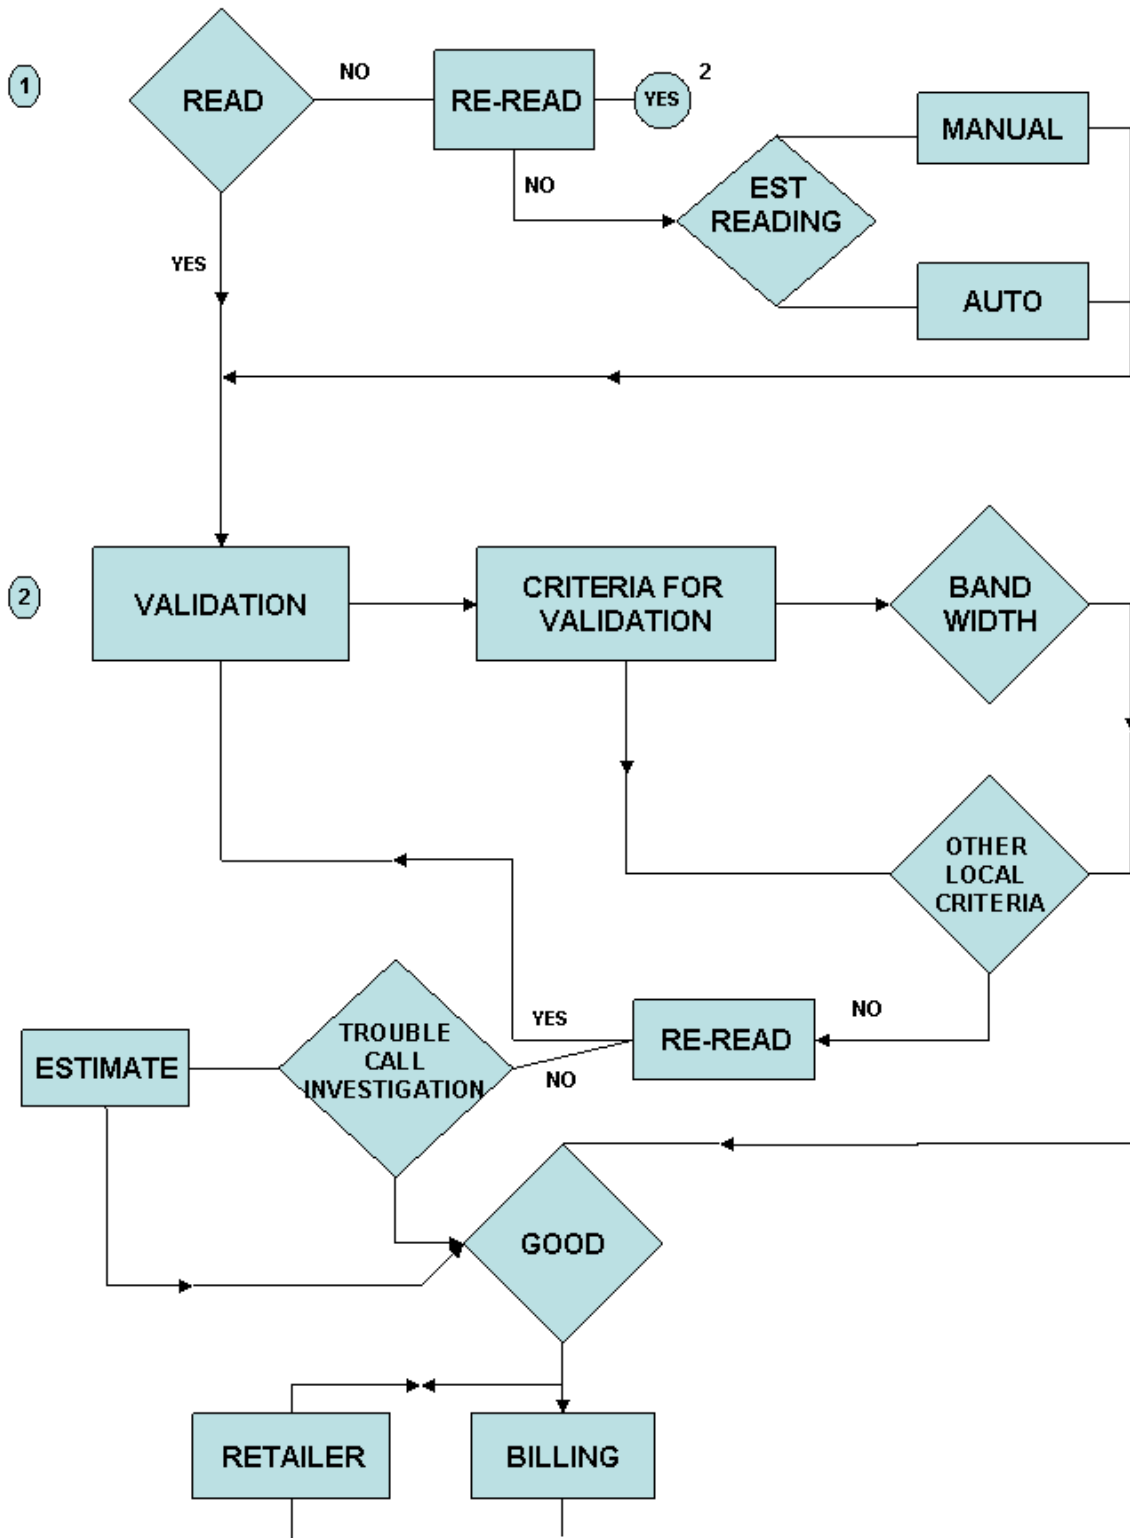 1
READ
NO
RE-READ
YES
2
MANUAL
NO
EST
READING
YES
AUTO
2
VALIDATION
CRITERIA FOR
VALIDATION
BAND
WIDTH
OTHER
LOCAL
CRITERIA
NO
RE-READ
YES
NO
TROUBLE
CALL
INVESTIGATION
ESTIMATE
GOOD
RETAILER
BILLING